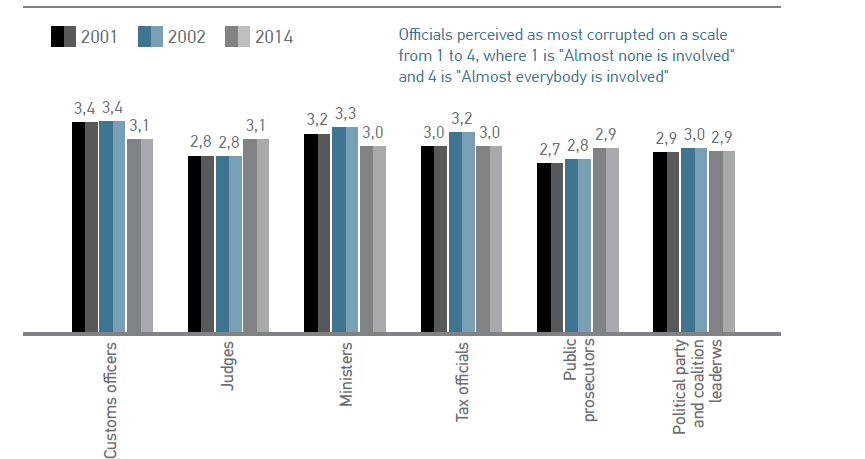 2001 2002 2014
Officials perceived as most corrupted on a scale
from 1 to 4, where 1 is "Almost none is involved"
and 4 is "Almost everybody is involved"
3,4 3,4 3,1
2,8 2,8 3,1
3,2 3,3 3,0
3,0 3,2 3,0
2,7 2,8 2,9
2,9 3,0 2,9
Customs officers
Judges
Ministers
Tax officials
Public
prosecutors
Political party
and coalition
leaderws